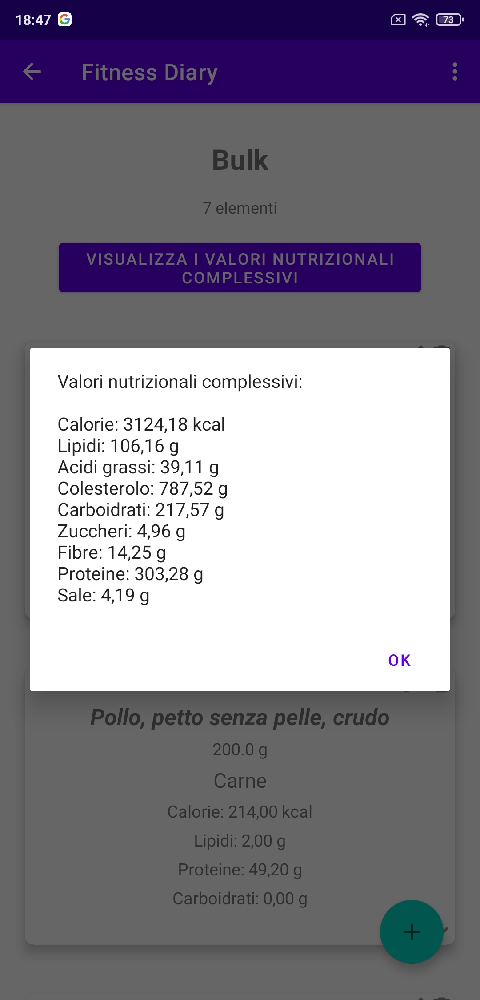 18:47
73
Fitness Diary
Bulk
7 elementi
VISUALIZZA I VALORI NUTRIZIONALI
COMPLESSIVI
Valori nutrizionali complessivi:
Calorie: 3124,18 kcal
Lipidi: 106,16 g
Acidi grassi: 39,11 g
Colesterolo: 787,52 g
Carboidrati: 217,57 g
Zuccheri: 4,96 g
Fibre: 14,25 g
Proteine: 303,28 g
Sale: 4,19 g
OK
Pollo, petto senza pelle, crudo
200.0 g
Carne
Calorie: 214,00 kcal
Lipidi: 2,00 g
Proteine: 49,20 g
Carboidrati: 0,00 g